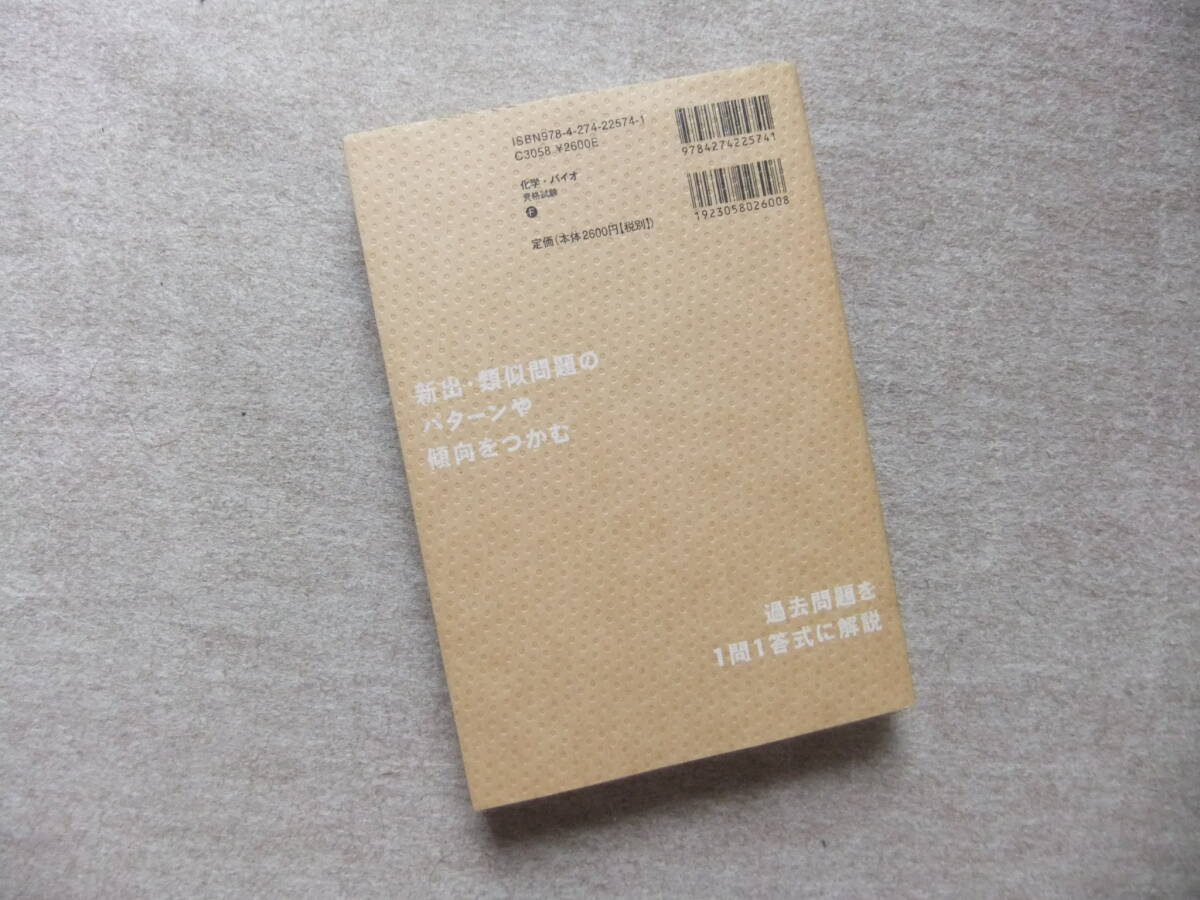 ISBN978-4-274-22574-1
C3058 ¥2600E
9784274225741
化学・バイオ
資格試験
F
1923058026008
定価(本体2600円【税別】)
新出・類似問題の
パターンや
傾向をつかむ
過去問題を
1問1答式に解説